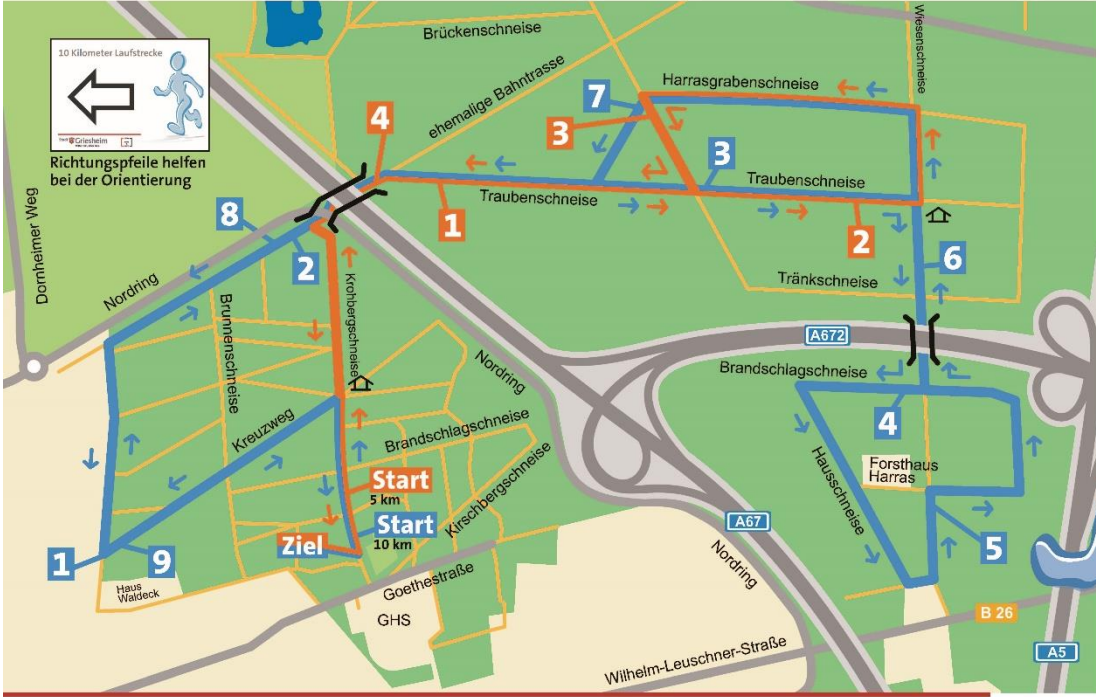 10 Kilometer Laufstrecke
Griesheim
Richtungspfeile helfen
bei der Orientierung
Brückenschneise
Wiesenschneise
ehemalige Bahntrasse
Harrasgrabenschneise
7
4
3
3
Traubenschneise
Traubenschneise
1
2
Dornheimer Weg
8
2
Nordring
6
Tränkschneise
Krohbergschneise
Brunnenschneise
A672
Nordring
Brandschlagschneise
4
Kreuzweg
Brandschlagschneise
Hausschneise
Forsthaus
Harras
Start
5 km
Kirschbergschneise
Start
10 km
Ziel
A67
5
Nordring
1
9
Haus
Waldeck
Goethestraße
GHS
B 26
A5
Wilhelm-Leuschner-Straße